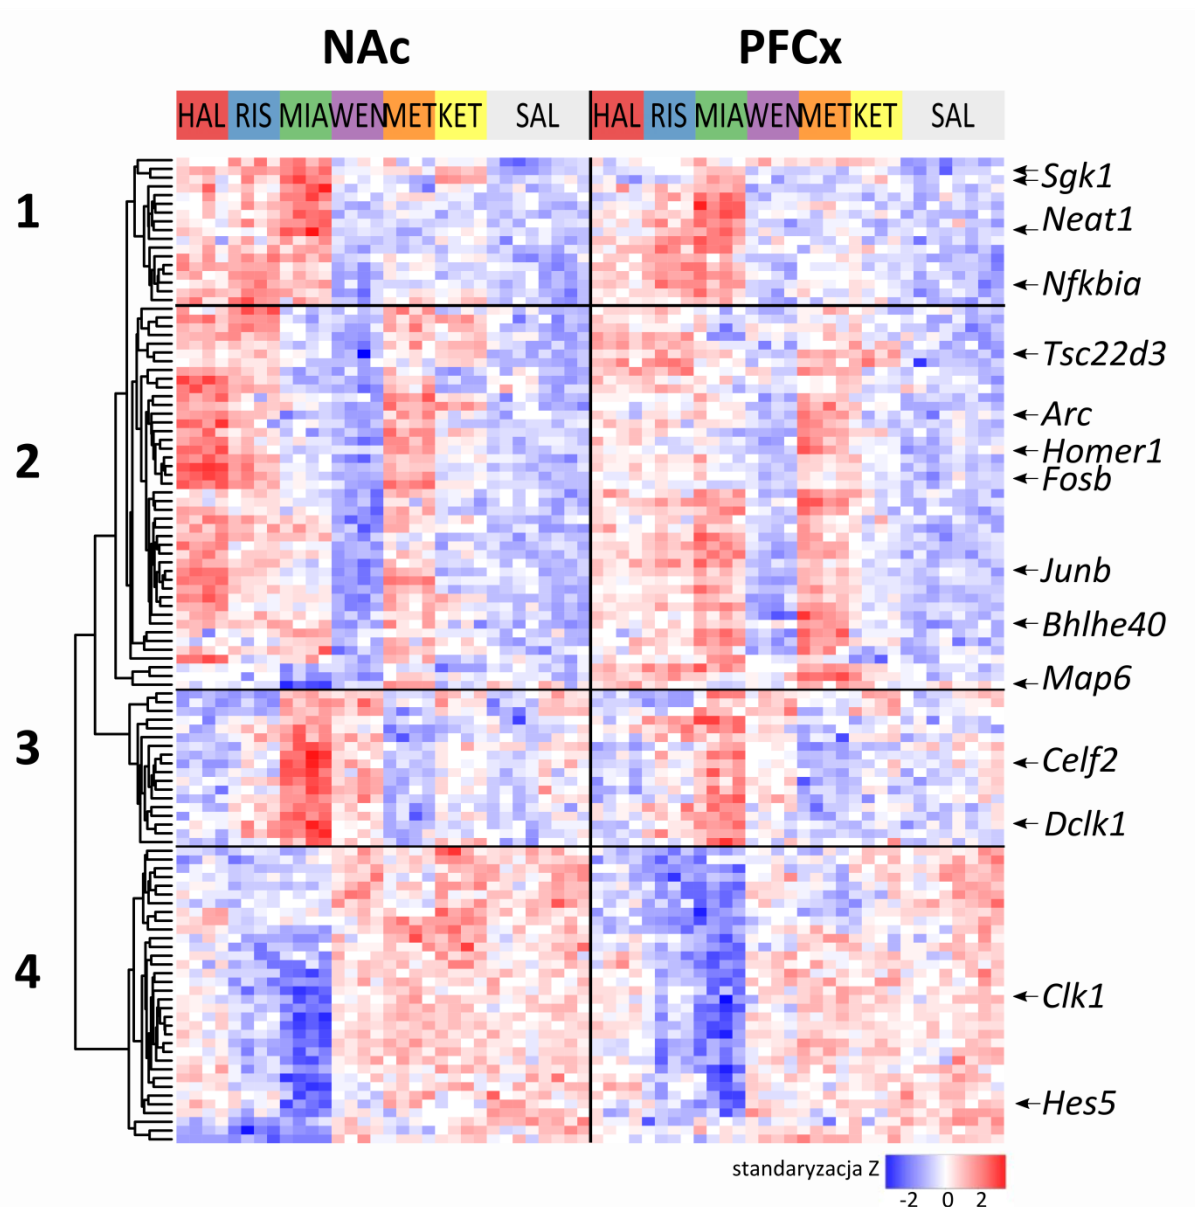 NAc PFCx
HAL RIS MIA WEN MET KET SAL HAL RIS MIA WEN MET KET SAL
1
Sgk1
Neat1
Nfkbia
2
Tsc22d3
Arc
Homer1
Fosb
Junb
Bhlhe40
Map6
3
Celf2
Dclk1
4
Clk1
Hes5
standaryzacja Z
-2 0 2